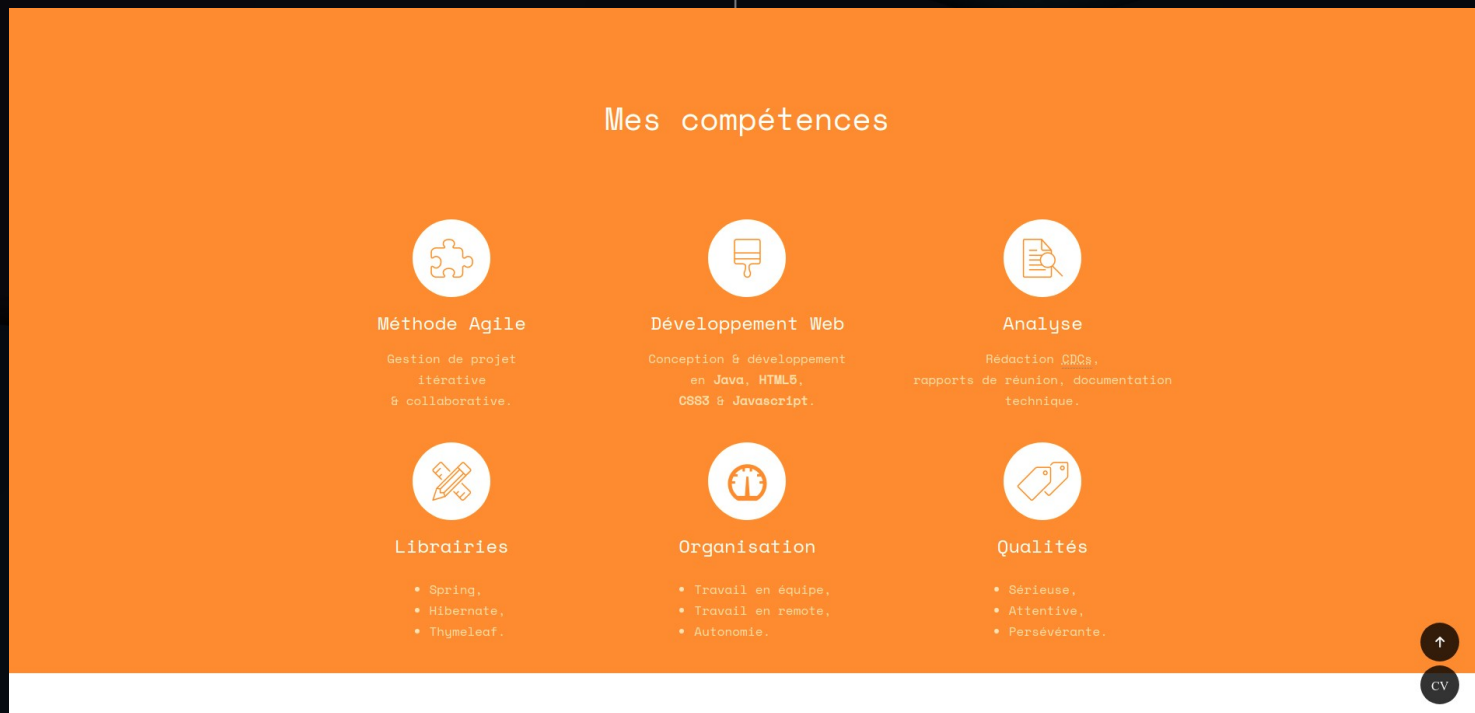 Mes compétences
Méthode Agile
Gestion de projet
itérative
& collaborative.
Développement Web
Conception & développement
en Java, HTML5,
CSS3 & Javascript.
Analyse
Rédaction CDCs,
rapports de réunion, documentation
technique.
Librairies
Spring,
Hibernate,
Thymeleaf.
Organisation
Travail en équipe,
Travail en remote,
Autonomie.
Qualités
Sérieuse,
Attentive,
Persévérante.
CV